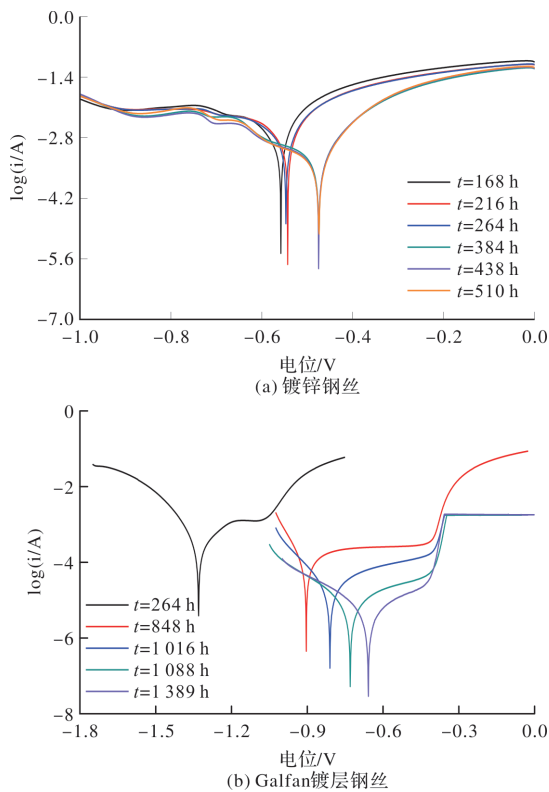 0.0
−1.4
−2.8
−4.2
−5.6
−7.0
log(i/A)
t=168 h
t=216 h
t=264 h
t=384 h
t=438 h
t=510 h
−1.0
−0.8
−0.6
−0.4
−0.2
0.0
电位/V
(a) 镀锌钢丝
0
−2
−4
−6
−8
log(i/A)
t=264 h
t=848 h
t=1 016 h
t=1 088 h
t=1 389 h
−1.8
−1.5
−1.2
−0.9
−0.6
−0.3
0.0
电位/V
(b) Galfan镀层钢丝